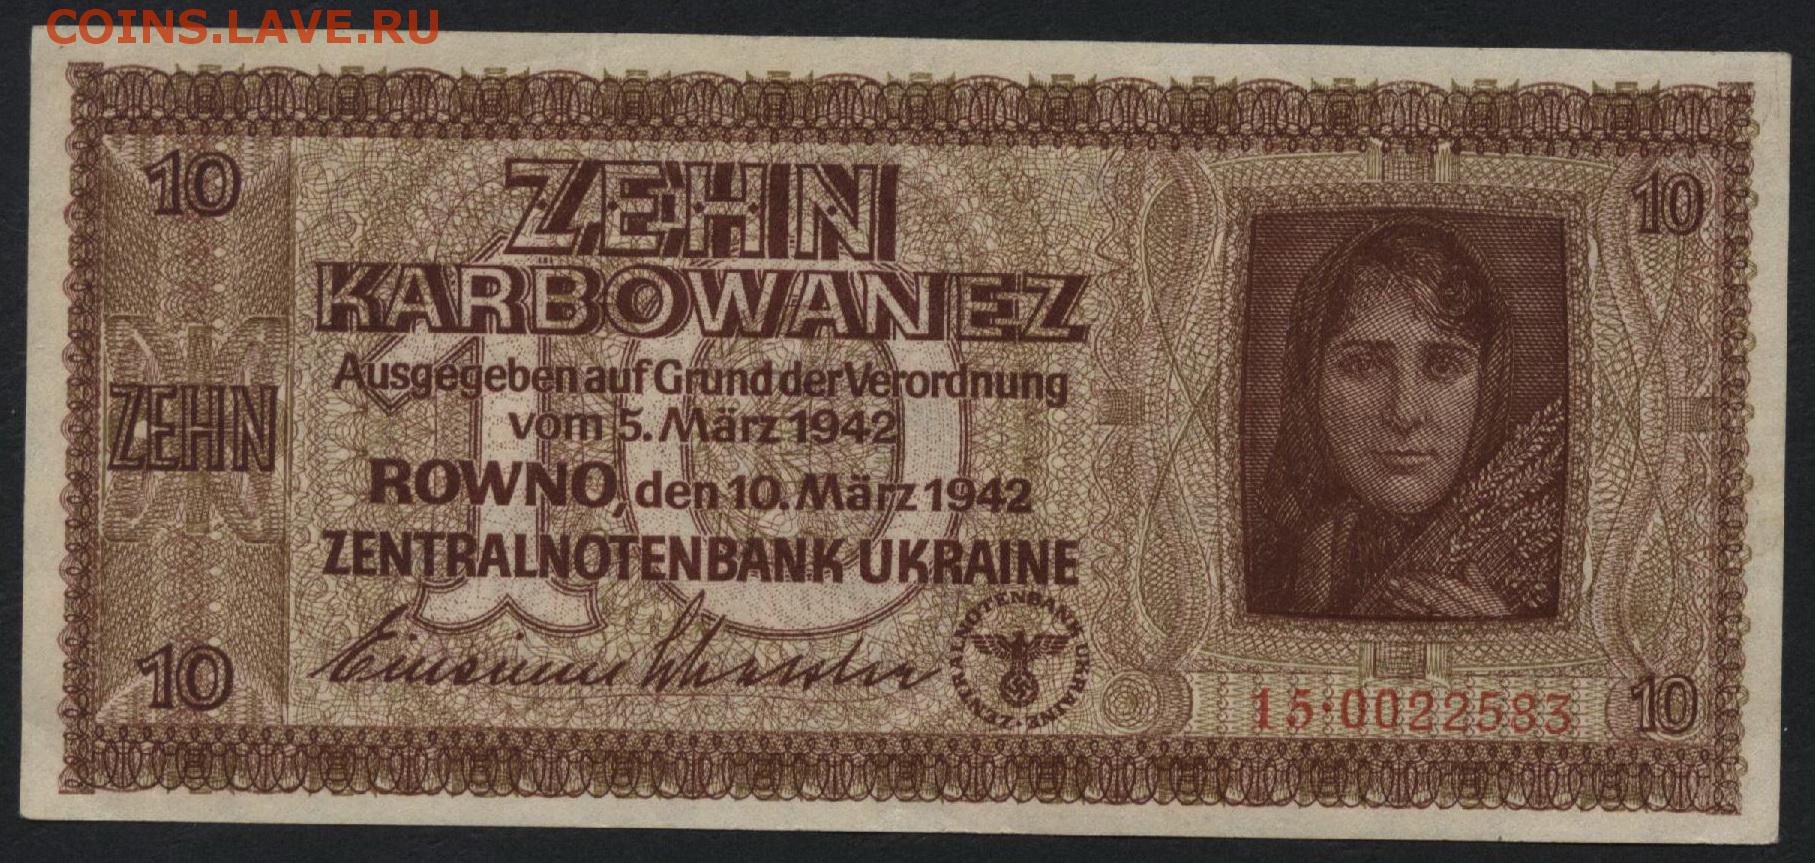 COINS.LAVE.RU
10
10
ZEHN
KARBOWANEZ
Ausgegeben auf Grund der Verordnung
vom 5. März 1942
ZEHN
ROWNO, den 10. März 1942
ZENTRALNOTENBANK UKRAINE
10
ZENTRALNOTENBANK UKRAINE
15·0022583
10
10